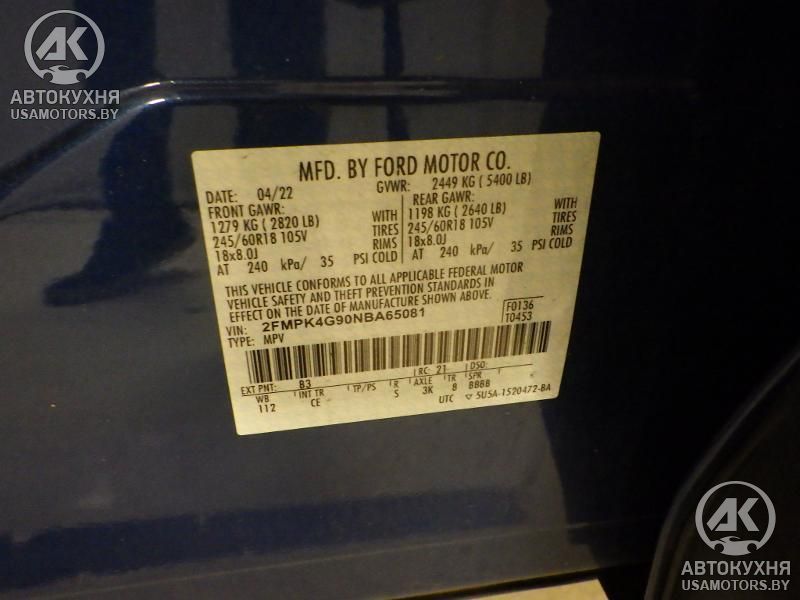 АК
АВТОКУХНЯ
USAMOTORS.BY
MFD. BY FORD MOTOR CO.
DATE: 04/22 GVWR: 2449 KG ( 5400 LB)
FRONT GAWR: REAR GAWR:
1279 KG ( 2820 LB) WITH 1198 KG ( 2640 LB) WITH
245/60R18 105V TIRES 245/60R18 105V TIRES
18x8.0J RIMS 18x8.0J RIMS
AT 240 kPa/ 35 PSI COLD AT 240 kPa/ 35 PSI COLD
THIS VEHICLE CONFORMS TO ALL APPLICABLE FEDERAL MOTOR
VEHICLE SAFETY AND THEFT PREVENTION STANDARDS IN
EFFECT ON THE DATE OF MANUFACTURE SHOWN ABOVE.
VIN: 2FMPK4G90NBA65081 F0136
TYPE: MPV T0453
EXT PNT: B3 RC: 21 DSO:
WB INT TR TP/PS R AXLE TR SPR
112 CE S 3K 8 BBBB
UTC ▽ 5U5A-1520472-BA
АК
АВТОКУХНЯ
USAMOTORS.BY